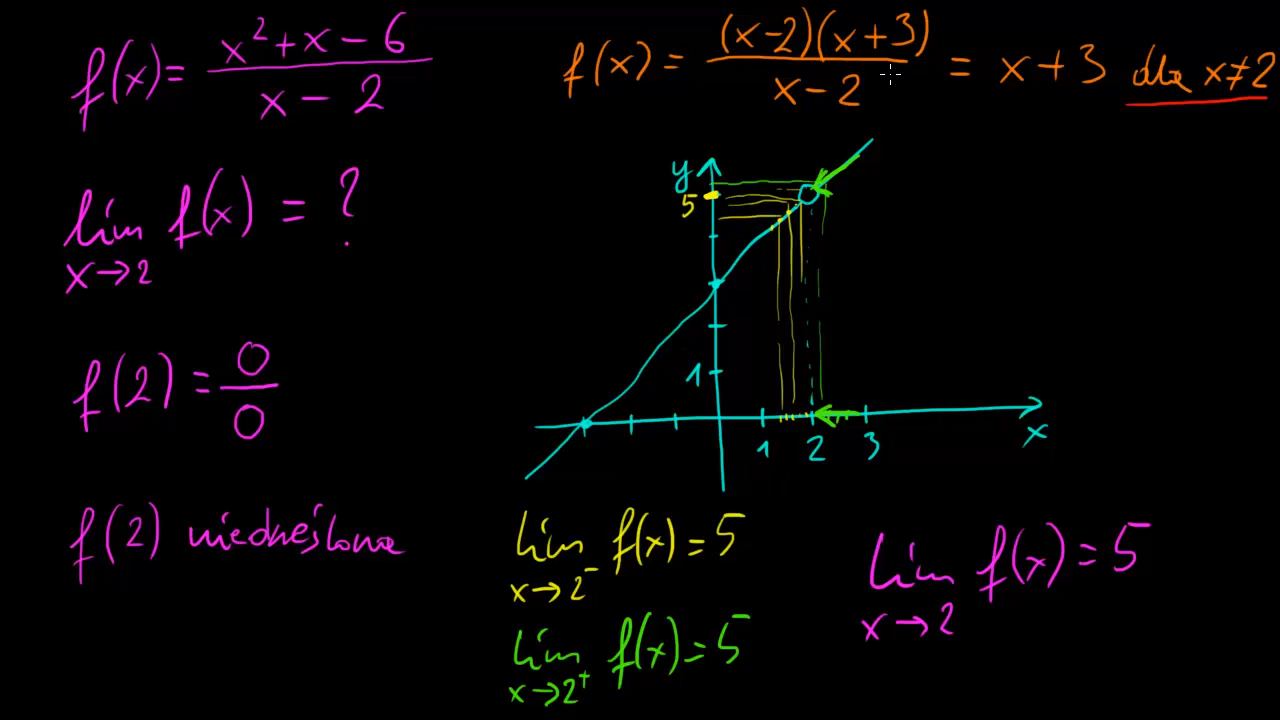 f(x) = x² + x − 6 / x − 2
f(x) = (x−2)(x+3) / x−2 = x+3 dla x≠2
lim f(x) = ?
x→2
f(2) = 0/0
f(2) nieokreślona
y
5
1
1 2 3
x
lim f(x) = 5
x→2⁻
lim f(x) = 5
x→2⁺
lim f(x) = 5
x→2